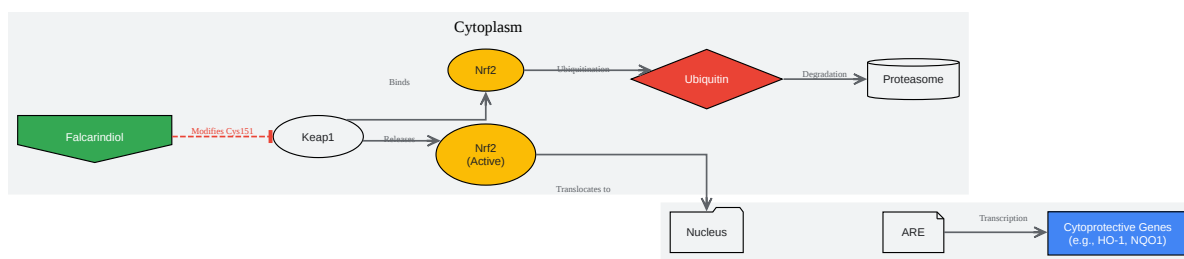 Cytoplasm
Nrf2
Ubiquitination
Ubiquitin
Degradation
Proteasome
Binds
Falcarindiol
Modifies Cys151
Keap1
Releases
Nrf2
(Active)
Translocates to
Nucleus
ARE
Transcription
Cytoprotective Genes
(e.g., HO-1, NQO1)